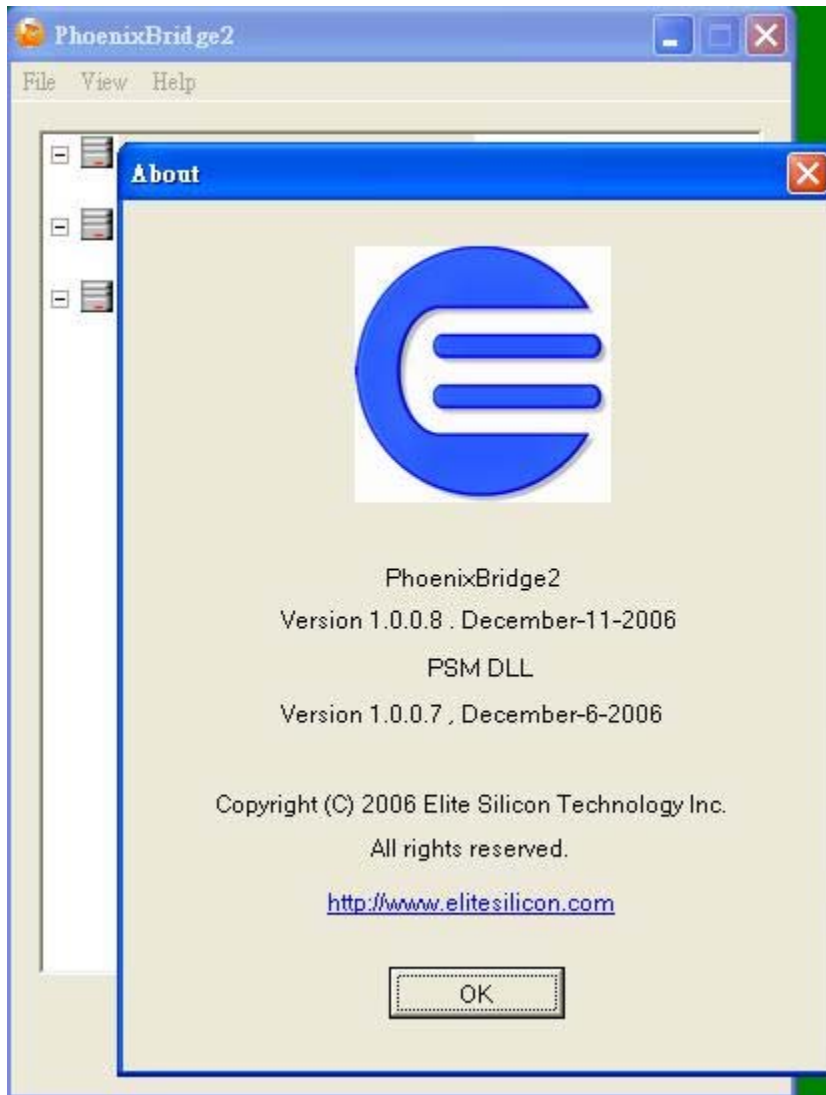 PhoenixBridge2
File View Help
About
PhoenixBridge2
Version 1.0.0.8 . December-11-2006
PSM DLL
Version 1.0.0.7 , December-6-2006
Copyright (C) 2006 Elite Silicon Technology Inc.
All rights reserved.
http://www.elitesilicon.com
OK